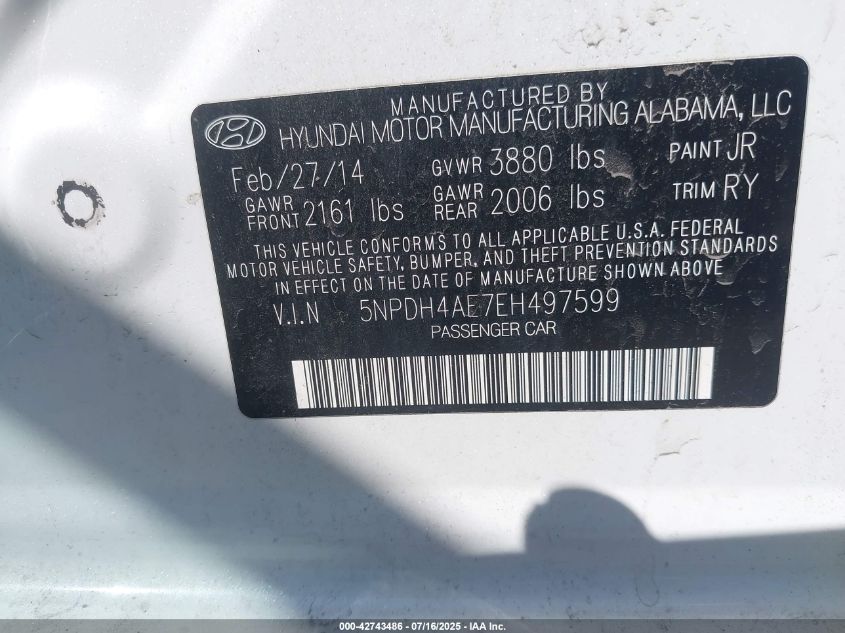 MANUFACTURED BY
HYUNDAI MOTOR MANUFACTURING ALABAMA, LLC
Feb/27/14 GVWR 3880 lbs PAINT JR
GAWR FRONT 2161 lbs GAWR REAR 2006 lbs TRIM RY
THIS VEHICLE CONFORMS TO ALL APPLICABLE U.S.A. FEDERAL
MOTOR VEHICLE SAFETY, BUMPER, AND THEFT PREVENTION STANDARDS
IN EFFECT ON THE DATE OF MANUFACTURE SHOWN ABOVE
V.I.N 5NPDH4AE7EH497599
PASSENGER CAR
000-42743486 - 07/16/2025 - IAA Inc.